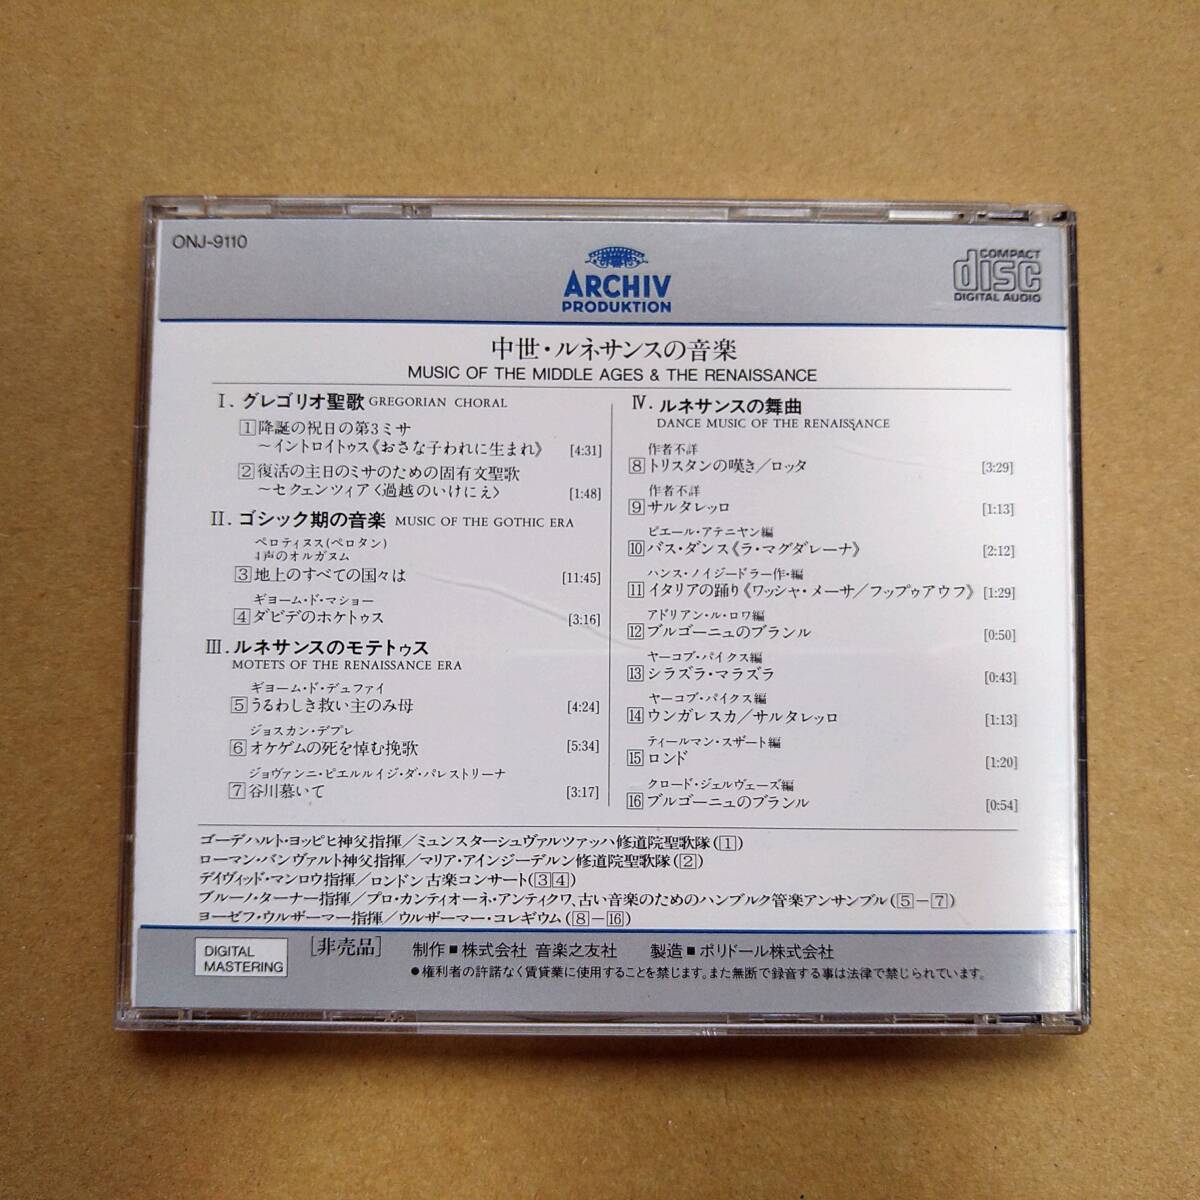 ONJ-9110
ARCHIV
PRODUKTION
COMPACT
disc
DIGITAL AUDIO
中世・ルネサンスの音楽
MUSIC OF THE MIDDLE AGES & THE RENAISSANCE
I. グレゴリオ聖歌 GREGORIAN CHORAL
1 降誕の祝日の第3ミサ
～イントロイトゥス《おさな子われに生まれ》 [4:31]
2 復活の主日のミサのための固有文聖歌
～セクェンツィア〈過越のいけにえ〉 [1:48]
II. ゴシック期の音楽 MUSIC OF THE GOTHIC ERA
ペロティヌス(ペロタン)
4声のオルガヌム
3 地上のすべての国々は [11:45]
ギヨーム・ド・マショー
4 ダビデのホケトゥス [3:16]
III. ルネサンスのモテトゥス
MOTETS OF THE RENAISSANCE ERA
ギヨーム・ド・デュファイ
5 うるわしき救い主のみ母 [4:24]
ジョスカン・デプレ
6 オケゲムの死を悼む挽歌 [5:34]
ジョヴァンニ・ピエルルイジ・ダ・パレストリーナ
7 谷川慕いて [3:17]
IV. ルネサンスの舞曲
DANCE MUSIC OF THE RENAISSANCE
作者不詳
8 トリスタンの嘆き/ロッタ [3:29]
作者不詳
9 サルタレッロ [1:13]
ピエール・アテニヤン編
10 バス・ダンス《ラ・マグダレーナ》 [2:12]
ハンス・ノイジードラー作・編
11 イタリアの踊り《ワッシャ・メーサ/フップゥアウフ》 [1:29]
アドリアン・ル・ロワ編
12 ブルゴーニュのブランル [0:50]
ヤーコブ・パイクス編
13 シラズラ・マラズラ [0:43]
ヤーコブ・パイクス編
14 ウンガレスカ/サルタレッロ [1:13]
ティールマン・スザート編
15 ロンド [1:20]
クロード・ジェルヴェーズ編
16 ブルゴーニュのブランル [0:54]
ゴーデハルト・ヨッピヒ神父指揮/ミュンスターシュヴァルツァッハ修道院聖歌隊(1)
ローマン・バンヴァルト神父指揮/マリア・アインジーデルン修道院聖歌隊(2)
デイヴィッド・マンロウ指揮/ロンドン古楽コンサート(34)
ブルーノ・ターナー指揮/プロ・カンティオーネ・アンティクワ、古い音楽のためのハンブルク管楽アンサンブル(5－7)
ヨーゼフ・ウルザーマー指揮/ウルザーマー・コレギウム(8－16)
DIGITAL
MASTERING
[非売品] 制作■株式会社 音楽之友社 製造■ポリドール株式会社
●権利者の許諾なく賃貸業に使用することを禁じます。また無断で録音する事は法律で禁じられています。